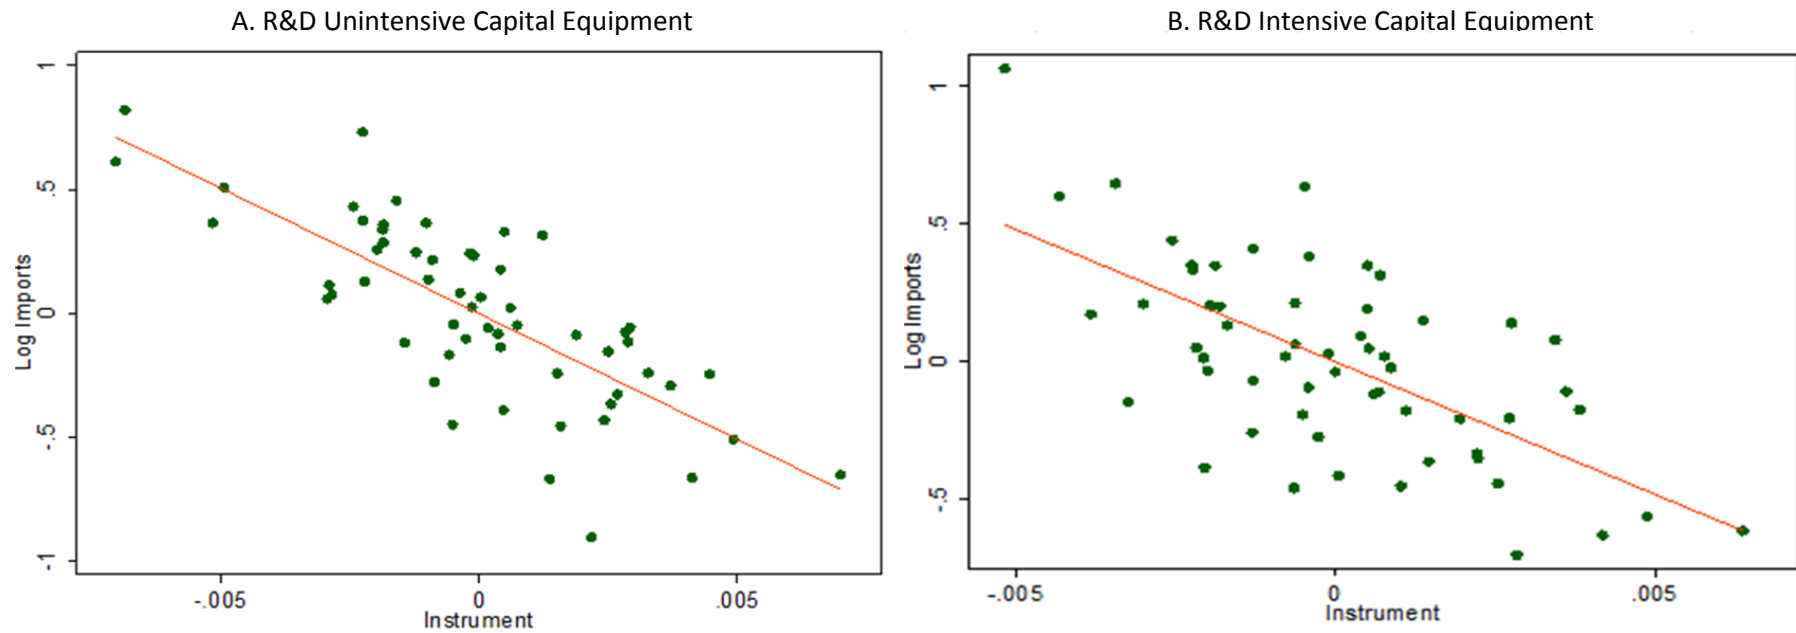 A. R&D Unintensive Capital Equipment
1
.5
0
-.5
-1
Log Imports
-.005
0
.005
Instrument
B. R&D Intensive Capital Equipment
1
.5
0
-.5
Log Imports
-.005
0
.005
Instrument